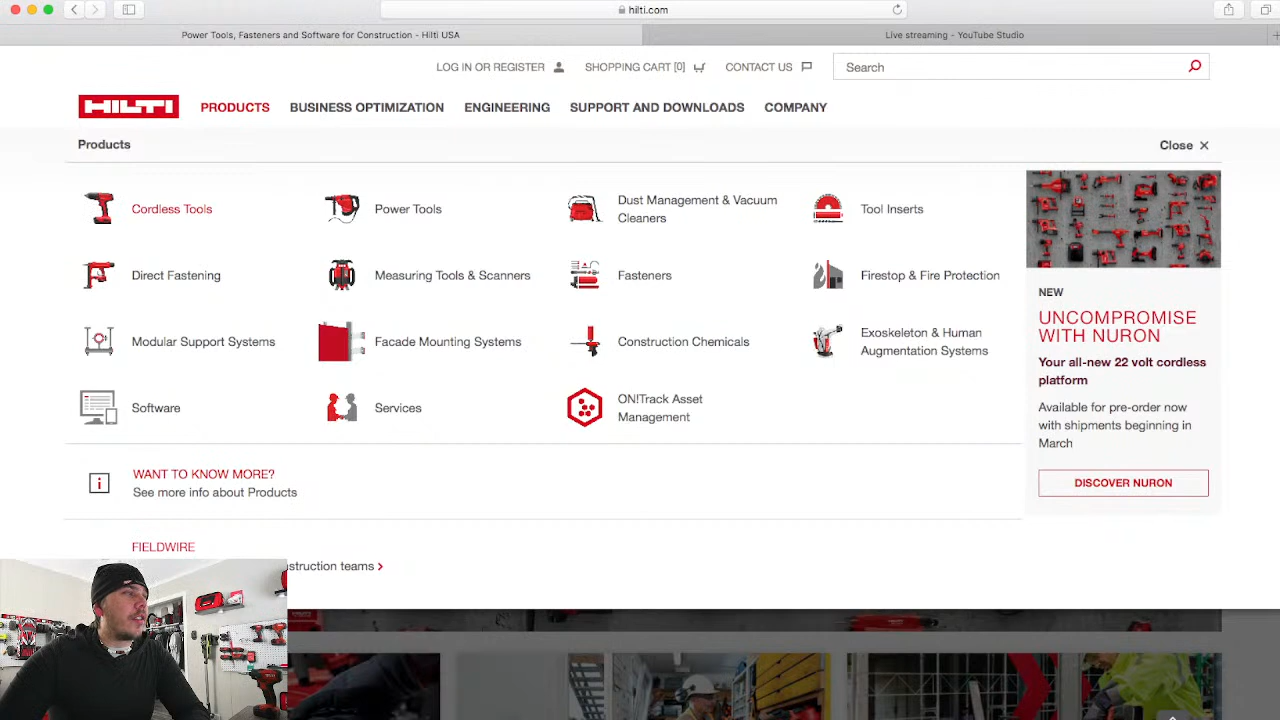 hilti.com
Power Tools, Fasteners and Software for Construction - Hilti USA
Live streaming - YouTube Studio
LOG IN OR REGISTER
SHOPPING CART [0]
CONTACT US
Search
HILTI
PRODUCTS
BUSINESS OPTIMIZATION
ENGINEERING
SUPPORT AND DOWNLOADS
COMPANY
Products
Close
Cordless Tools
Power Tools
Dust Management & Vacuum
Cleaners
Tool Inserts
Direct Fastening
Measuring Tools & Scanners
Fasteners
Firestop & Fire Protection
Modular Support Systems
Facade Mounting Systems
Construction Chemicals
Exoskeleton & Human
Augmentation Systems
Software
Services
ON!Track Asset
Management
WANT TO KNOW MORE?
See more info about Products
FIELDWIRE
struction teams
NEW
UNCOMPROMISE
WITH NURON
Your all-new 22 volt cordless
platform
Available for pre-order now
with shipments beginning in
March
DISCOVER NURON